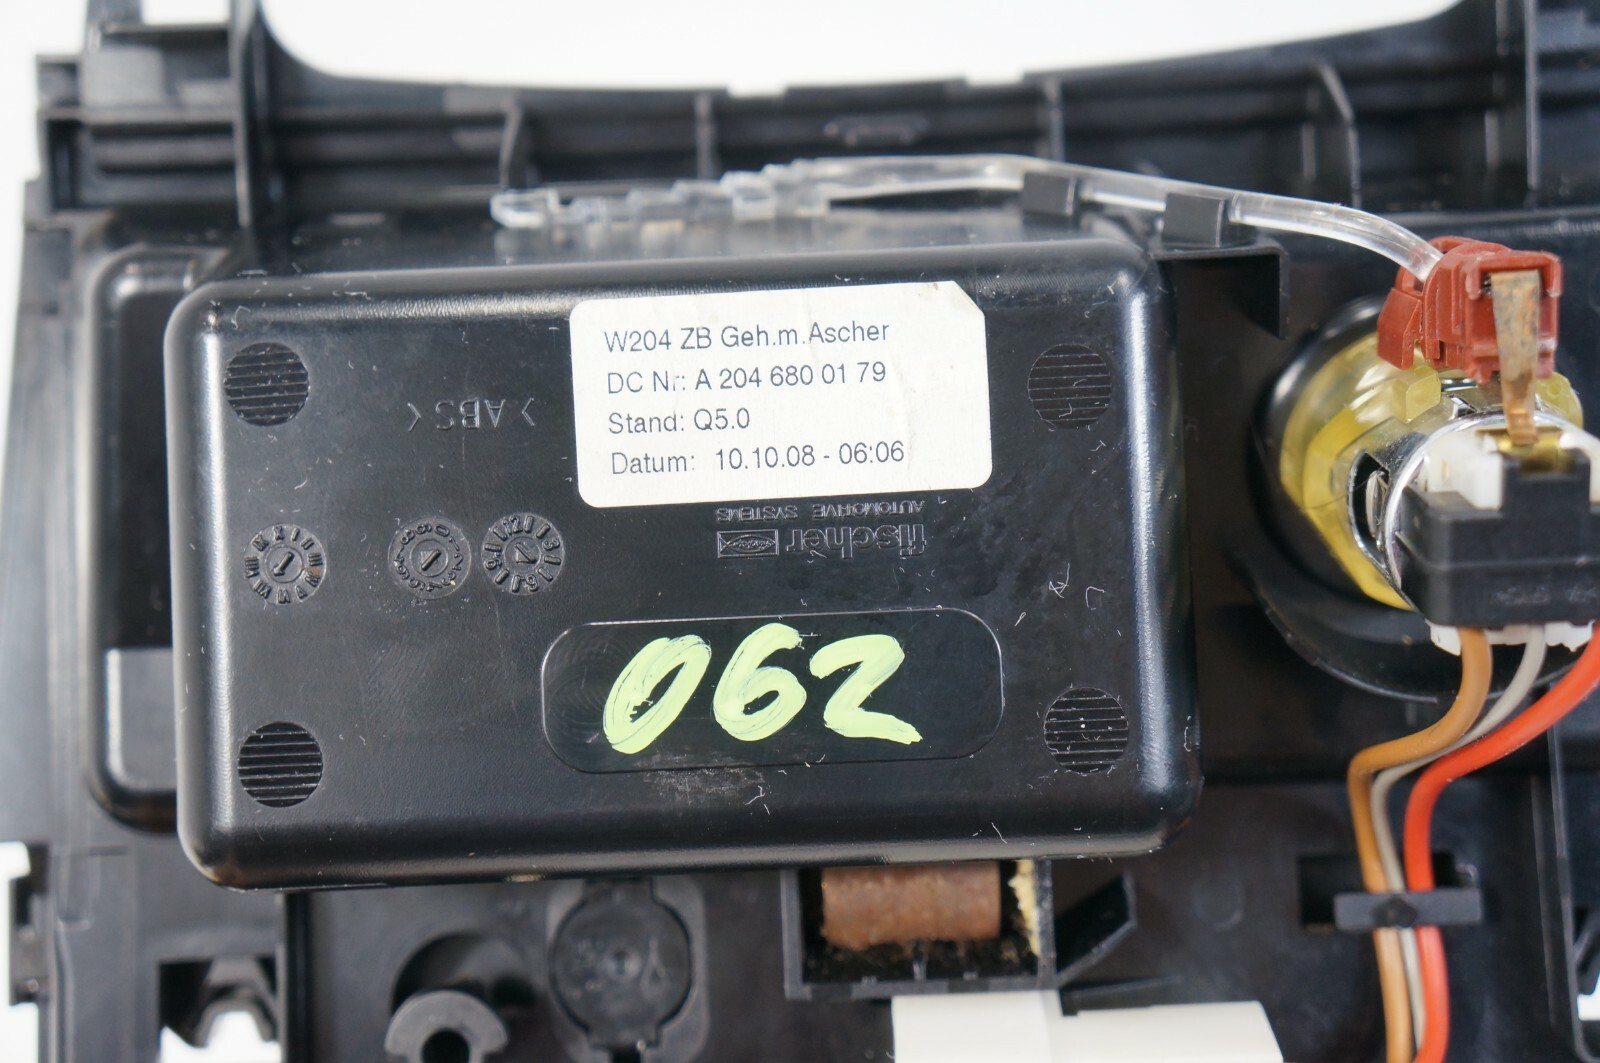 W204 ZB Geh.m.Ascher
DC Nr: A 204 680 01 79
Stand: Q5.0
Datum: 10.10.08 - 06:06
>ABS<
fischer
AUTOMOTIVE SYSTEMS
062